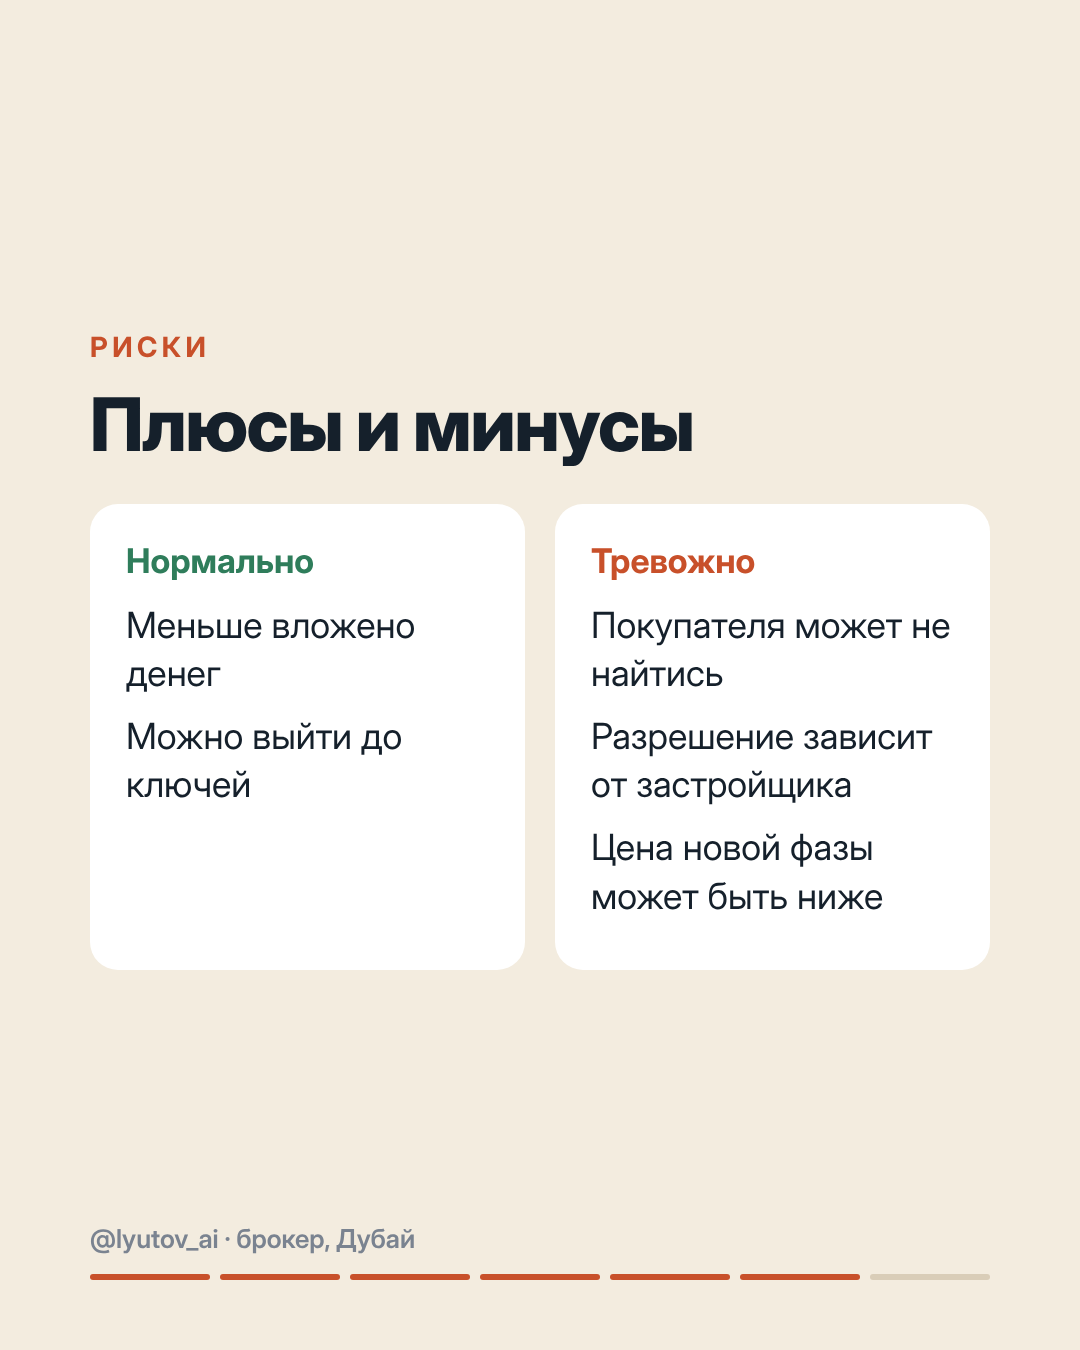 РИСКИ
Плюсы и минусы
Нормально
Меньше вложено
денег
Можно выйти до
ключей
Тревожно
Покупателя может не
найтись
Разрешение зависит
от застройщика
Цена новой фазы
может быть ниже
@lyutov_ai · брокер, Дубай